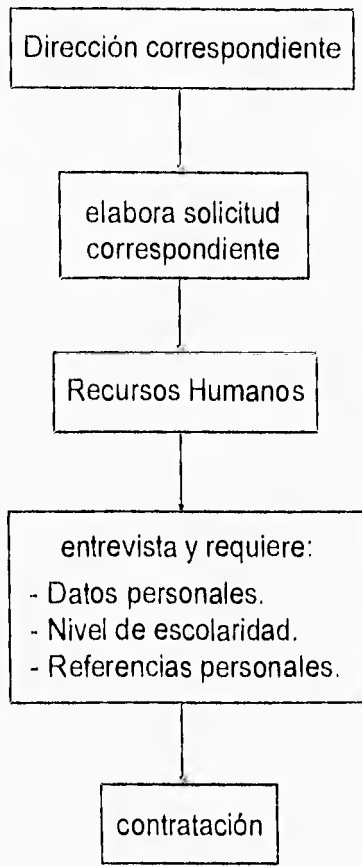 Dirección correspondiente
elabora solicitud
correspondiente
Recursos Humanos
entrevista y requiere:
- Datos personales.
- Nivel de escolaridad.
- Referencias personales.
contratación